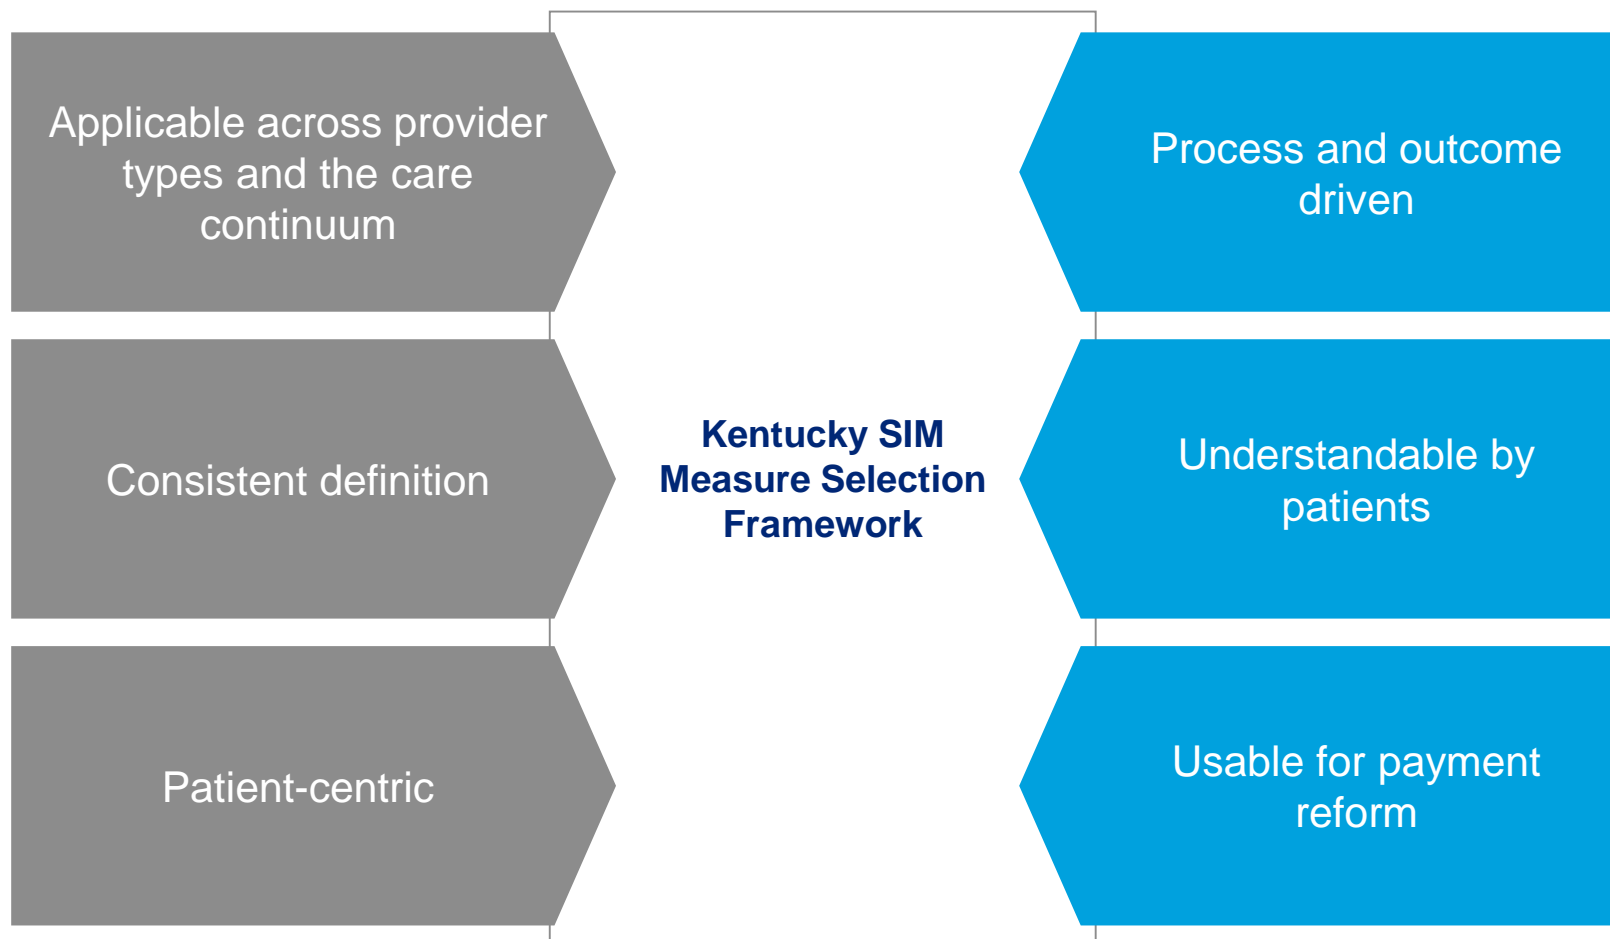 Applicable across provider
types and the care
continuum
Consistent definition
Patient-centric
Kentucky SIM
Measure Selection
Framework
Process and outcome
driven
Understandable by
patients
Usable for payment
reform